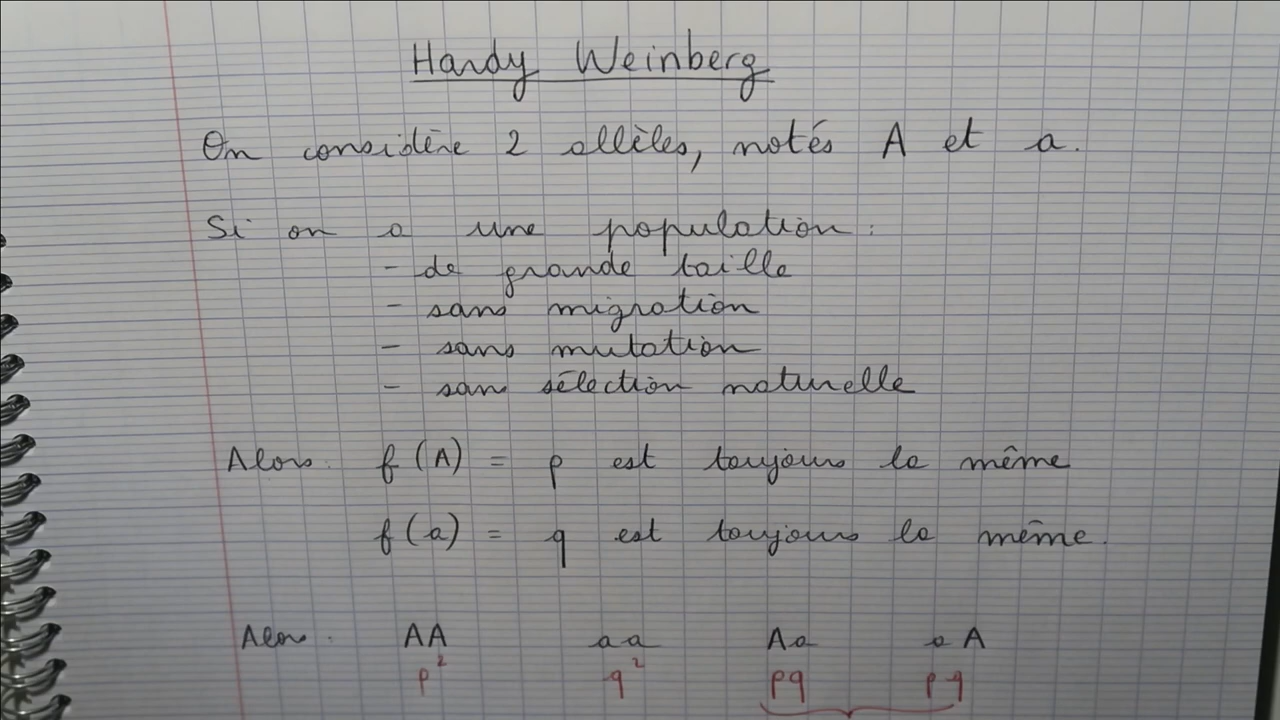 Hardy Weinberg
On considère 2 allèles, notés A et a.
Si on a une population :
- de grande taille
- sans migration
- sans mutation
- sans sélection naturelle
Alors. f(A) = p est toujours la même
f(a) = q est toujours la même.
Alors. AA aa Aa aA
p² q² pq pq